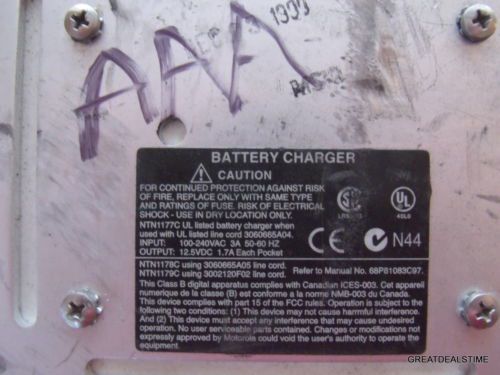 1999
AAA
BATTERY CHARGER
CAUTION
FOR CONTINUED PROTECTION AGAINST RISK
OF FIRE, REPLACE ONLY WITH SAME TYPE
AND RATINGS OF FUSE. RISK OF ELECTRICAL
SHOCK - USE IN DRY LOCATION ONLY.
NTN1177C UL listed battery charger when
used with UL listed line cord 3060665A04.
INPUT: 100-240VAC 3A 50-60 HZ
OUTPUT: 12.5VDC 1.7A Each Pocket
UL
40L0
CE
N44
NTN1178C using 3060665A05 line cord.
NTN1179C using 3002120F02 line cord.
Refer to Manual No. 68P81083C97.
This Class B digital apparatus complies with Canadian ICES-003. Cet appareil
numerique de la classe (B) est conforme a la norme NMB-003 du Canada.
This device complies with part 15 of the FCC rules. Operation is subject to the
following two conditions: (1) This device may not cause harmful interference.
And (2) This device must accept any interference that may cause undesired
operation. No user serviceable parts contained. Changes or modifications not
expressly approved by Motorola could void the user's authority to operate the
equipment.
GREATDEALSTIME